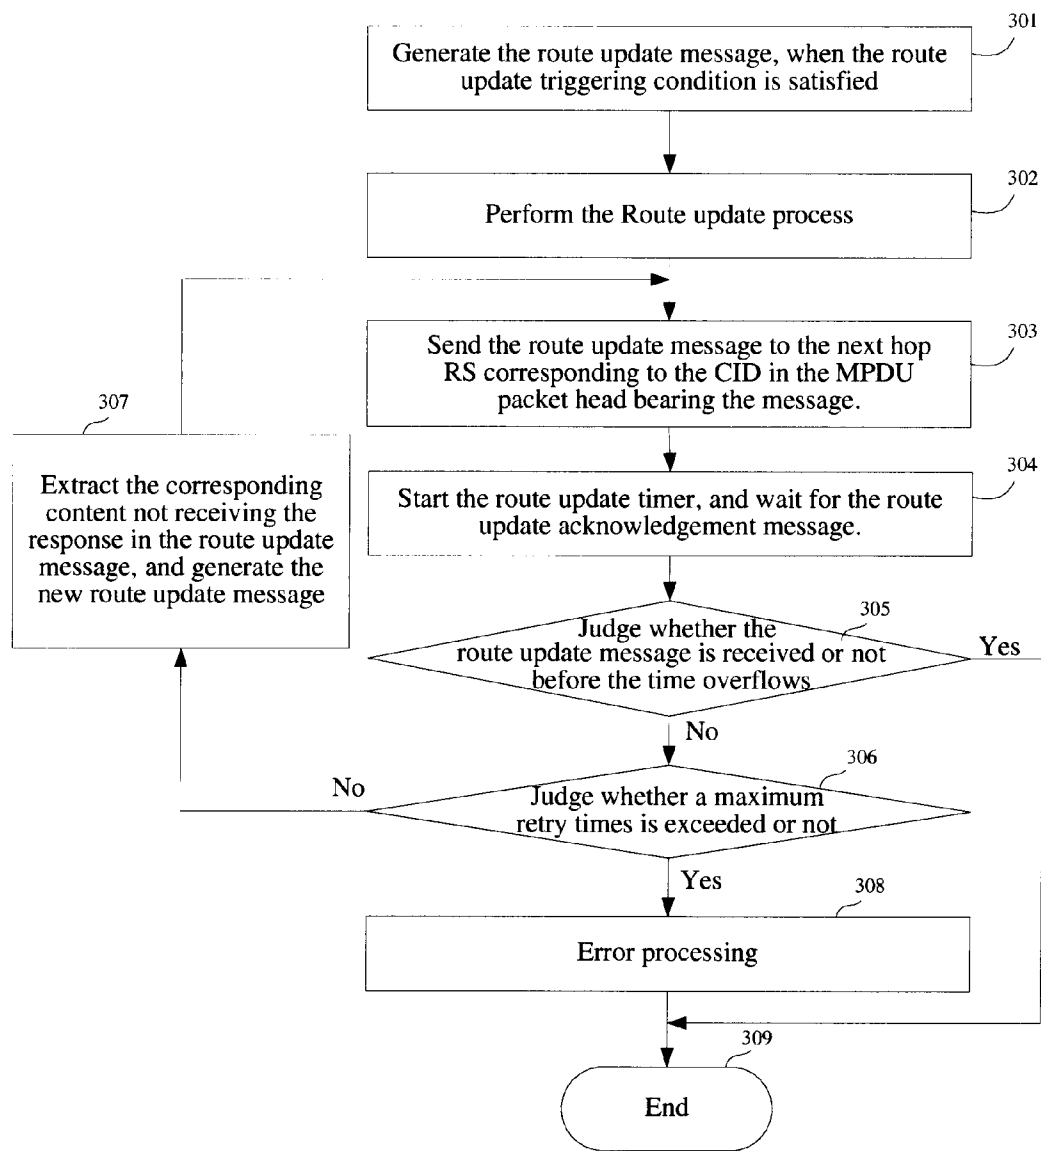 301
Generate the route update message, when the route
update triggering condition is satisfied
302
Perform the Route update process
303
Send the route update message to the next hop
RS corresponding to the CID in the MPDU
packet head bearing the message.
307
Extract the corresponding
content not receiving the
response in the route update
message, and generate the
new route update message
304
Start the route update timer, and wait for the route
update acknowledgement message.
305
Judge whether the
route update message is received or not
before the time overflows
Yes
No
306
No
Judge whether a maximum
retry times is exceeded or not
Yes
308
Error processing
309
End